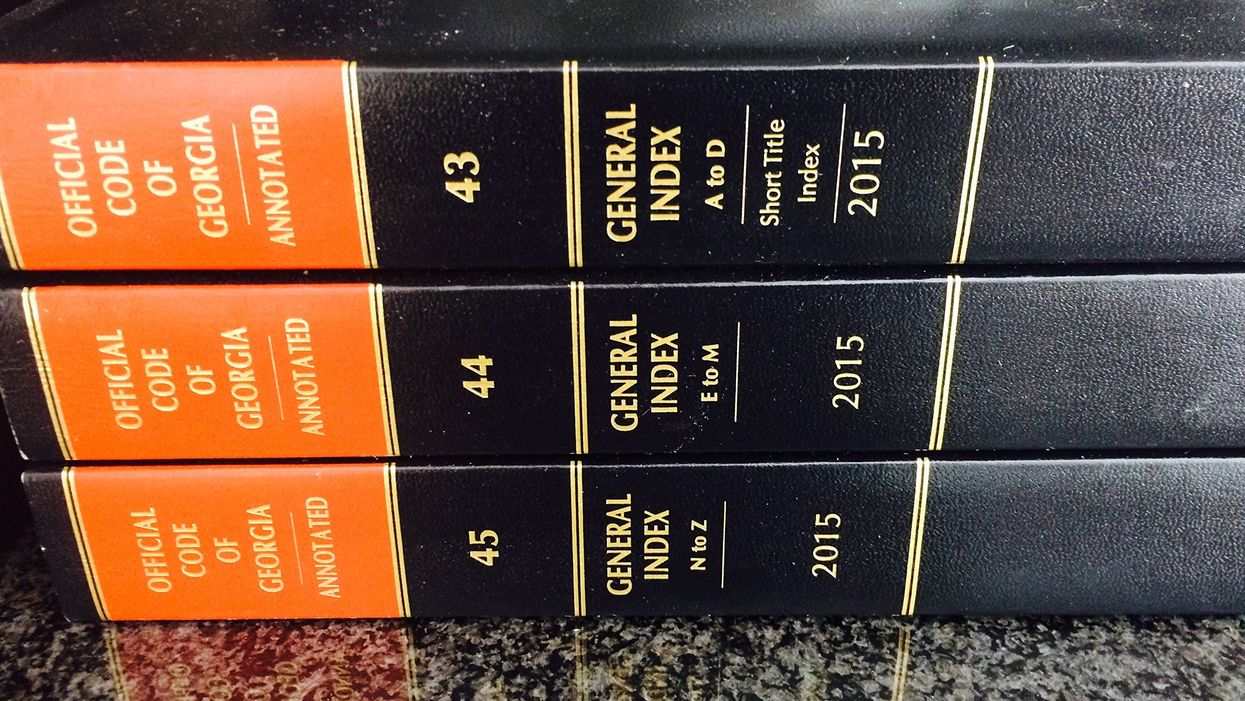 OFFICIAL
CODE
OF
GEORGIA
ANNOTATED
43
GENERAL
INDEX
A to D
Short Title
Index
2015
OFFICIAL
CODE
OF
GEORGIA
ANNOTATED
44
GENERAL
INDEX
E to M
2015
OFFICIAL
CODE
OF
GEORGIA
ANNOTATED
45
GENERAL
INDEX
N to Z
2015